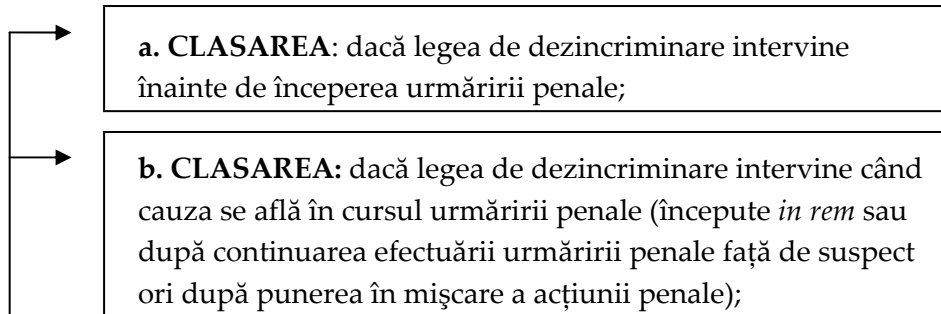 a. CLASAREA: dacă legea de dezincriminare intervine
înainte de începerea urmăririi penale;
b. CLASAREA: dacă legea de dezincriminare intervine când
cauza se află în cursul urmăririi penale (începute in rem sau
după continuarea efectuării urmăririi penale față de suspect
ori după punerea în mişcare a acțiunii penale);